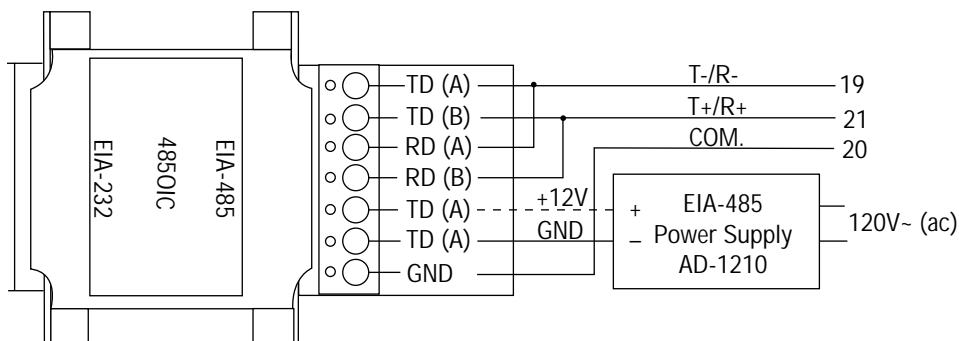 EIA-232
485OIC
EIA-485
TD (A)
TD (B)
RD (A)
RD (B)
TD (A)
TD (A)
GND
T-/R-
19
T+/R+
21
COM.
20
+12V
GND
+
−
EIA-485
Power Supply
AD-1210
120V~ (ac)